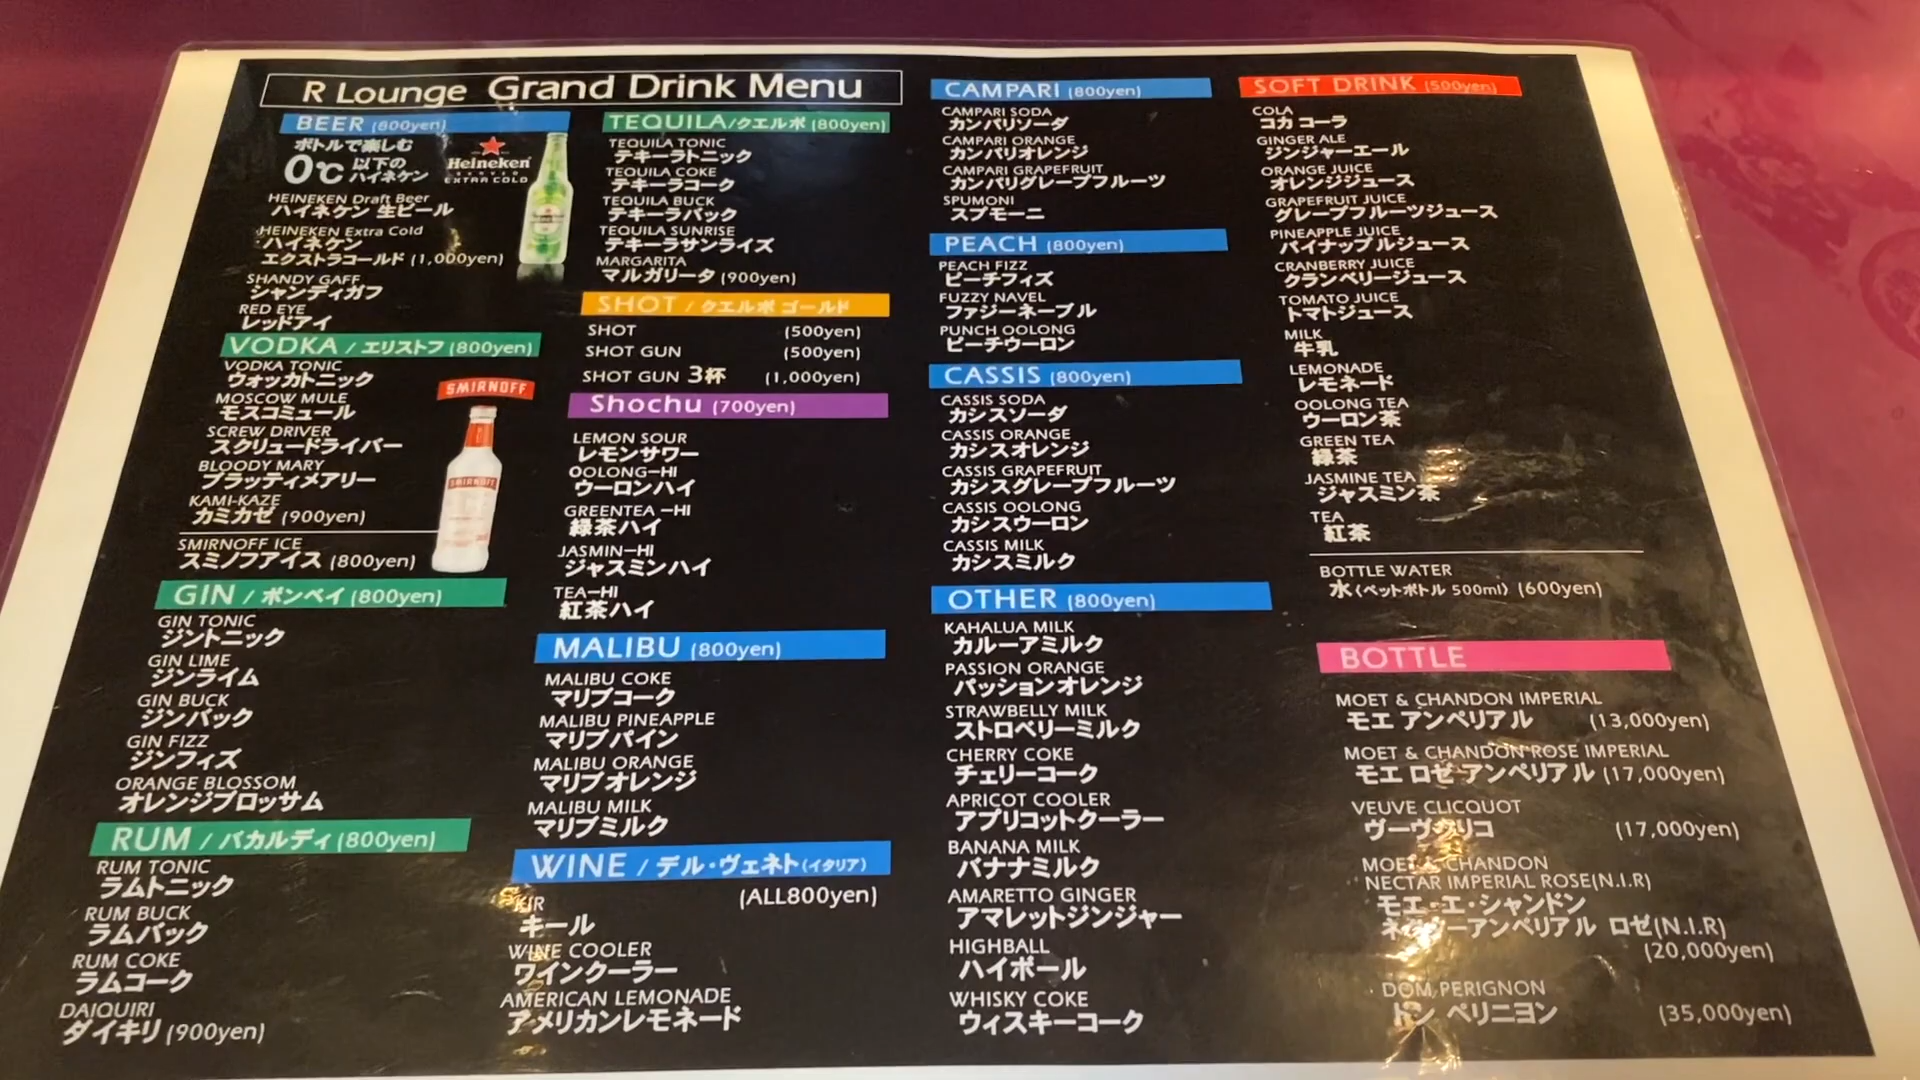 R Lounge Grand Drink Menu
BEER (800yen)
ボトルで楽しむ
0℃ 以下の
ハイネケン
Heineken
EXTRA COLD
HEINEKEN Draft Beer
ハイネケン 生ビール
HEINEKEN Extra Cold
ハイネケン
エクストラコールド (1,000yen)
SHANDY GAFF
シャンディガフ
RED EYE
レッドアイ
VODKA / エリストフ (800yen)
VODKA TONIC
ウォッカトニック
MOSCOW MULE
モスコミュール
SCREW DRIVER
スクリュードライバー
BLOODY MARY
ブラッティメアリー
KAMI-KAZE
カミカゼ (900yen)
SMIRNOFF
SMIRNOFF
SMIRNOFF ICE
スミノフアイス (800yen)
GIN / ボンベイ (800yen)
GIN TONIC
ジントニック
GIN LIME
ジンライム
GIN BUCK
ジンバック
GIN FIZZ
ジンフィズ
ORANGE BLOSSOM
オレンジブロッサム
RUM / バカルディ (800yen)
RUM TONIC
ラムトニック
RUM BUCK
ラムバック
RUM COKE
ラムコーク
DAIQUIRI
ダイキリ (900yen)
TEQUILA/クエルボ (800yen)
TEQUILA TONIC
テキーラトニック
TEQUILA COKE
テキーラコーク
TEQUILA BUCK
テキーラバック
TEQUILA SUNRISE
テキーラサンライズ
MARGARITA
マルガリータ (900yen)
SHOT / クエルボ ゴールド
SHOT (500yen)
SHOT GUN (500yen)
SHOT GUN 3杯 (1,000yen)
Shochu (700yen)
LEMON SOUR
レモンサワー
OOLONG-HI
ウーロンハイ
GREENTEA -HI
緑茶ハイ
JASMIN-HI
ジャスミンハイ
TEA-HI
紅茶ハイ
MALIBU (800yen)
MALIBU COKE
マリブコーク
MALIBU PINEAPPLE
マリブパイン
MALIBU ORANGE
マリブオレンジ
MALIBU MILK
マリブミルク
WINE / デル・ヴェネト(イタリア)
(ALL800yen)
KIR
キール
WINE COOLER
ワインクーラー
AMERICAN LEMONADE
アメリカンレモネード
CAMPARI (800yen)
CAMPARI SODA
カンパリソーダ
CAMPARI ORANGE
カンパリオレンジ
CAMPARI GRAPEFRUIT
カンパリグレープフルーツ
SPUMONI
スプモーニ
PEACH (800yen)
PEACH FIZZ
ピーチフィズ
FUZZY NAVEL
ファジーネーブル
PUNCH OOLONG
ピーチウーロン
CASSIS (800yen)
CASSIS SODA
カシスソーダ
CASSIS ORANGE
カシスオレンジ
CASSIS GRAPEFRUIT
カシスグレープフルーツ
CASSIS OOLONG
カシスウーロン
CASSIS MILK
カシスミルク
OTHER (800yen)
KAHALUA MILK
カルーアミルク
PASSION ORANGE
パッションオレンジ
STRAWBELLY MILK
ストロベリーミルク
CHERRY COKE
チェリーコーク
APRICOT COOLER
アプリコットクーラー
BANANA MILK
バナナミルク
AMARETTO GINGER
アマレットジンジャー
HIGHBALL
ハイボール
WHISKY COKE
ウィスキーコーク
SOFT DRINK (500yen)
COLA
コカ コーラ
GINGER ALE
ジンジャーエール
ORANGE JUICE
オレンジジュース
GRAPEFRUIT JUICE
グレープフルーツジュース
PINEAPPLE JUICE
パイナップルジュース
CRANBERRY JUICE
クランベリージュース
TOMATO JUICE
トマトジュース
MILK
牛乳
LEMONADE
レモネード
OOLONG TEA
ウーロン茶
GREEN TEA
緑茶
JASMINE TEA
ジャスミン茶
TEA
紅茶
BOTTLE WATER
水(ペットボトル 500ml) (600yen)
BOTTLE
MOET & CHANDON IMPERIAL
モエ アンペリアル (13,000yen)
MOET & CHANDON ROSE IMPERIAL
モエ ロゼ アンペリアル (17,000yen)
VEUVE CLICQUOT
ヴーヴクリコ (17,000yen)
MOET & CHANDON
NECTAR IMPERIAL ROSE(N.I.R)
モエ・エ・シャンドン
ネクターアンペリアル ロゼ(N.I.R)
(20,000yen)
DOM PERIGNON
ドン ペリニヨン (35,000yen)